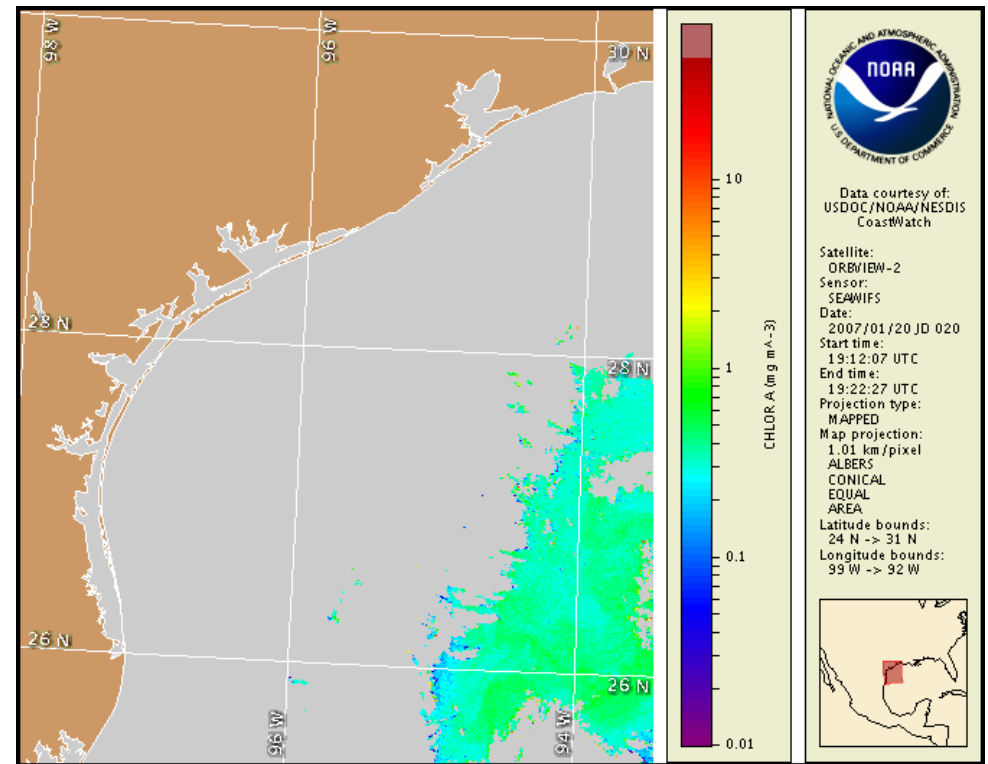 98 W
96 W
30 N
28 N
28 N
26 N
26 N
96 W
94 W
10
1
0.1
0.01
CHLOR A (mg m^-3)
NATIONAL OCEANIC AND ATMOSPHERIC ADMINISTRATION
NOAA
U.S. DEPARTMENT OF COMMERCE
Data courtesy of:
USDOC/NOAA/NESDIS
CoastWatch
Satellite:
ORBVIEW-2
Sensor:
SEAWIFS
Date:
2007/01/20 JD 020
Start time:
19:12:07 UTC
End time:
19:22:27 UTC
Projection type:
MAPPED
Map projection:
1.01 km/pixel
ALBERS
CONICAL
EQUAL
AREA
Latitude bounds:
24 N -> 31 N
Longitude bounds:
99 W -> 92 W